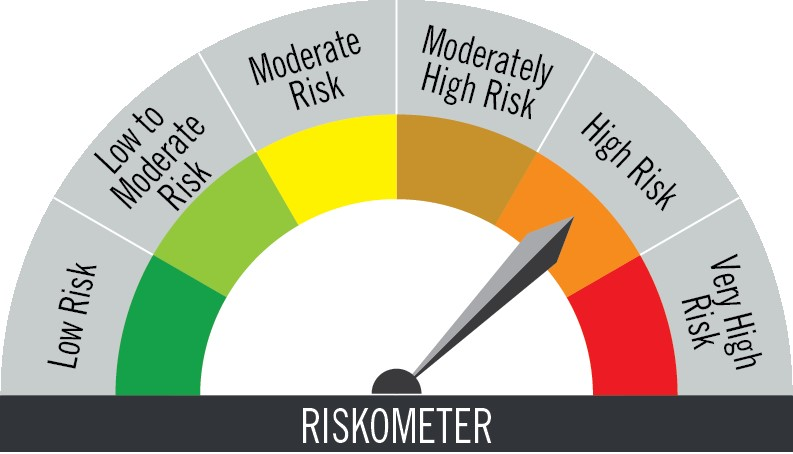 Low Risk
Low to
Moderate
Risk
Moderate
Risk
Moderately
High Risk
High Risk
Very High
Risk
RISKOMETER